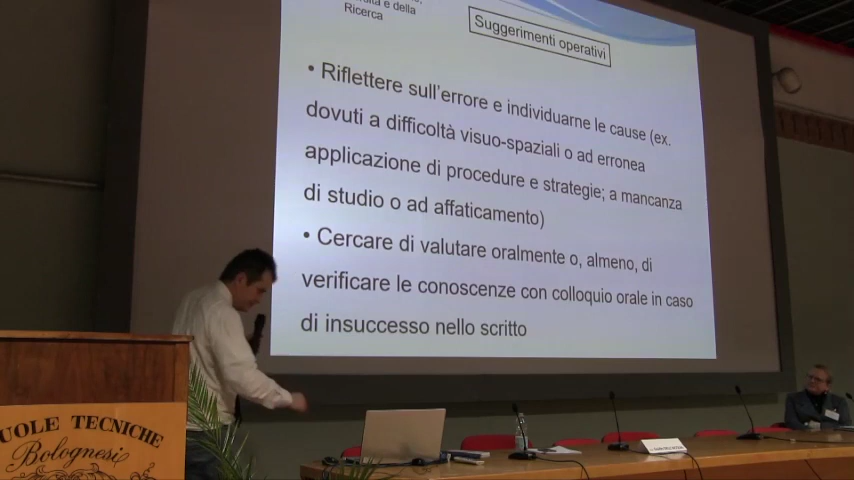 e della
Ricerca
Suggerimenti operativi
• Riflettere sull'errore e individuarne le cause (ex.
dovuti a difficoltà visuo-spaziali o ad erronea
applicazione di procedure e strategie; a mancanza
di studio o ad affaticamento)
• Cercare di valutare oralmente o, almeno, di
verificare le conoscenze con colloquio orale in caso
di insuccesso nello scritto
UOLE TECNICHE
Bolognesi